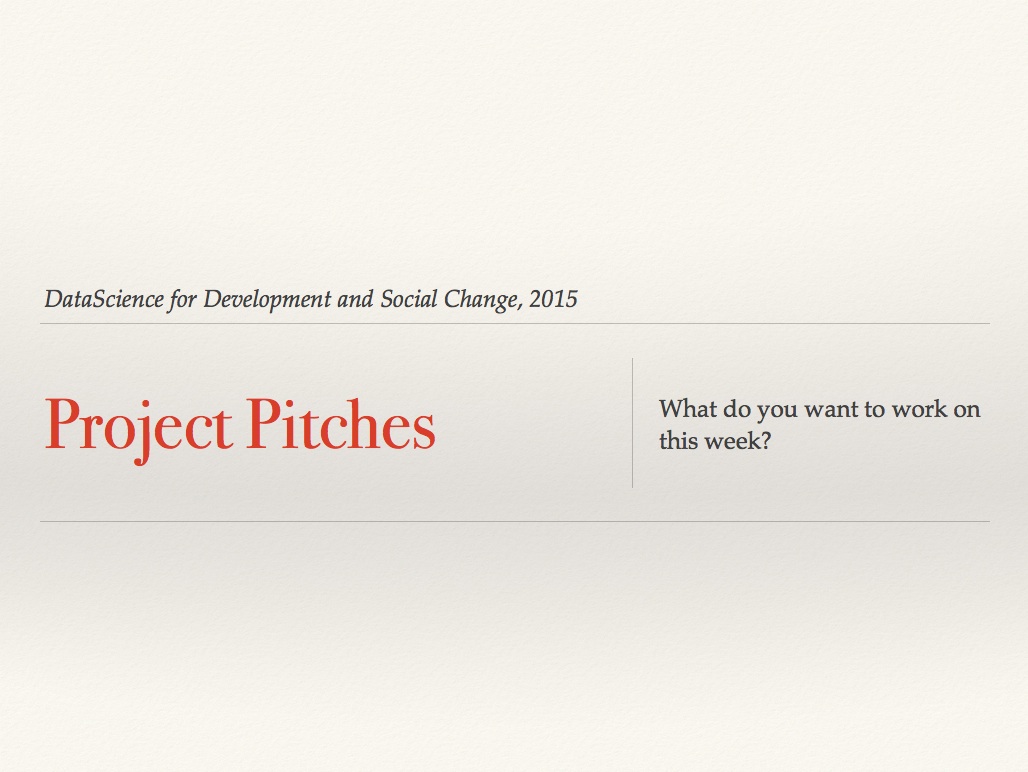 DataScience for Development and Social Change, 2015
Project Pitches
What do you want to work on
this week?